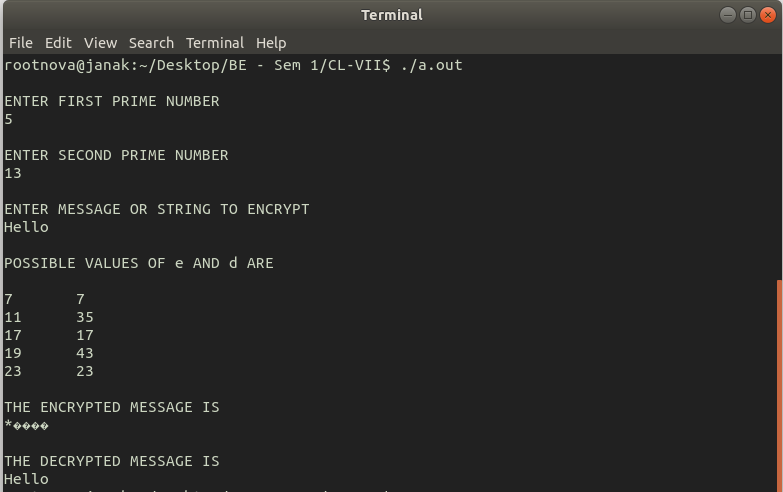 Terminal
File Edit View Search Terminal Help
rootnova@janak:~/Desktop/BE - Sem 1/CL-VII$ ./a.out
ENTER FIRST PRIME NUMBER
5
ENTER SECOND PRIME NUMBER
13
ENTER MESSAGE OR STRING TO ENCRYPT
Hello
POSSIBLE VALUES OF e AND d ARE
7 7
11 35
17 17
19 43
23 23
THE ENCRYPTED MESSAGE IS
*����
THE DECRYPTED MESSAGE IS
Hello